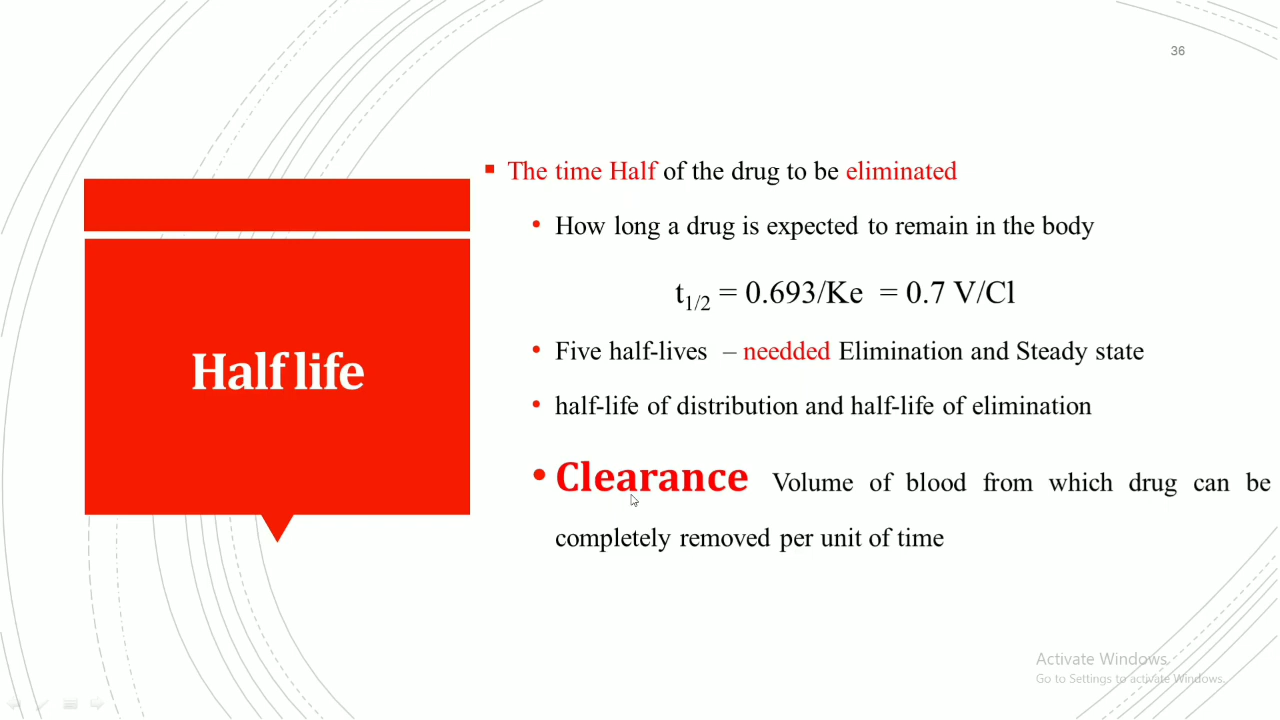 36
The time Half of the drug to be eliminated
How long a drug is expected to remain in the body
t1/2 = 0.693/Ke = 0.7 V/Cl
Half life
Five half-lives – needded Elimination and Steady state
half-life of distribution and half-life of elimination
Clearance Volume of blood from which drug can be
completely removed per unit of time
Activate Windows
Go to Settings to activate Windows.